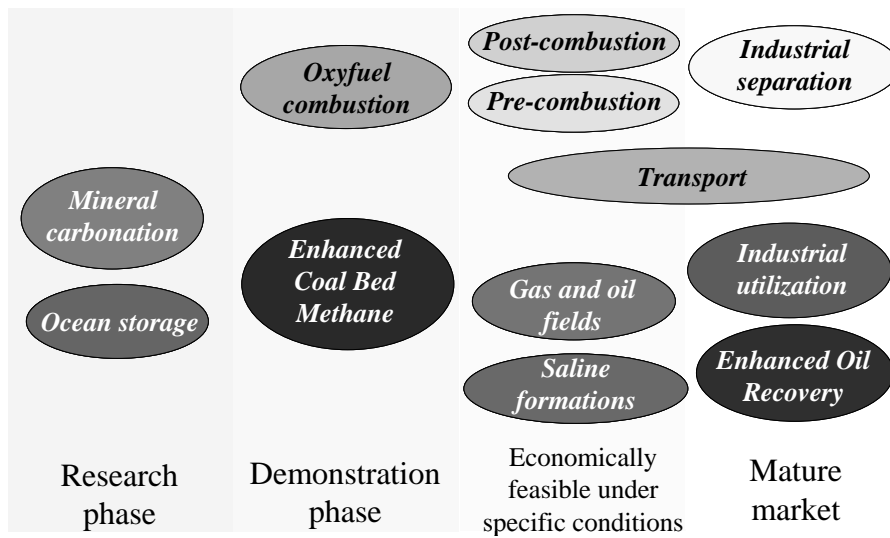 Post-combustion
Industrial
separation
Oxyfuel
combustion
Pre-combustion
Transport
Mineral
carbonation
Enhanced
Coal Bed
Methane
Industrial
utilization
Gas and oil
fields
Ocean storage
Saline
formations
Enhanced Oil
Recovery
Research
phase
Demonstration
phase
Economically
feasible under
specific conditions
Mature
market